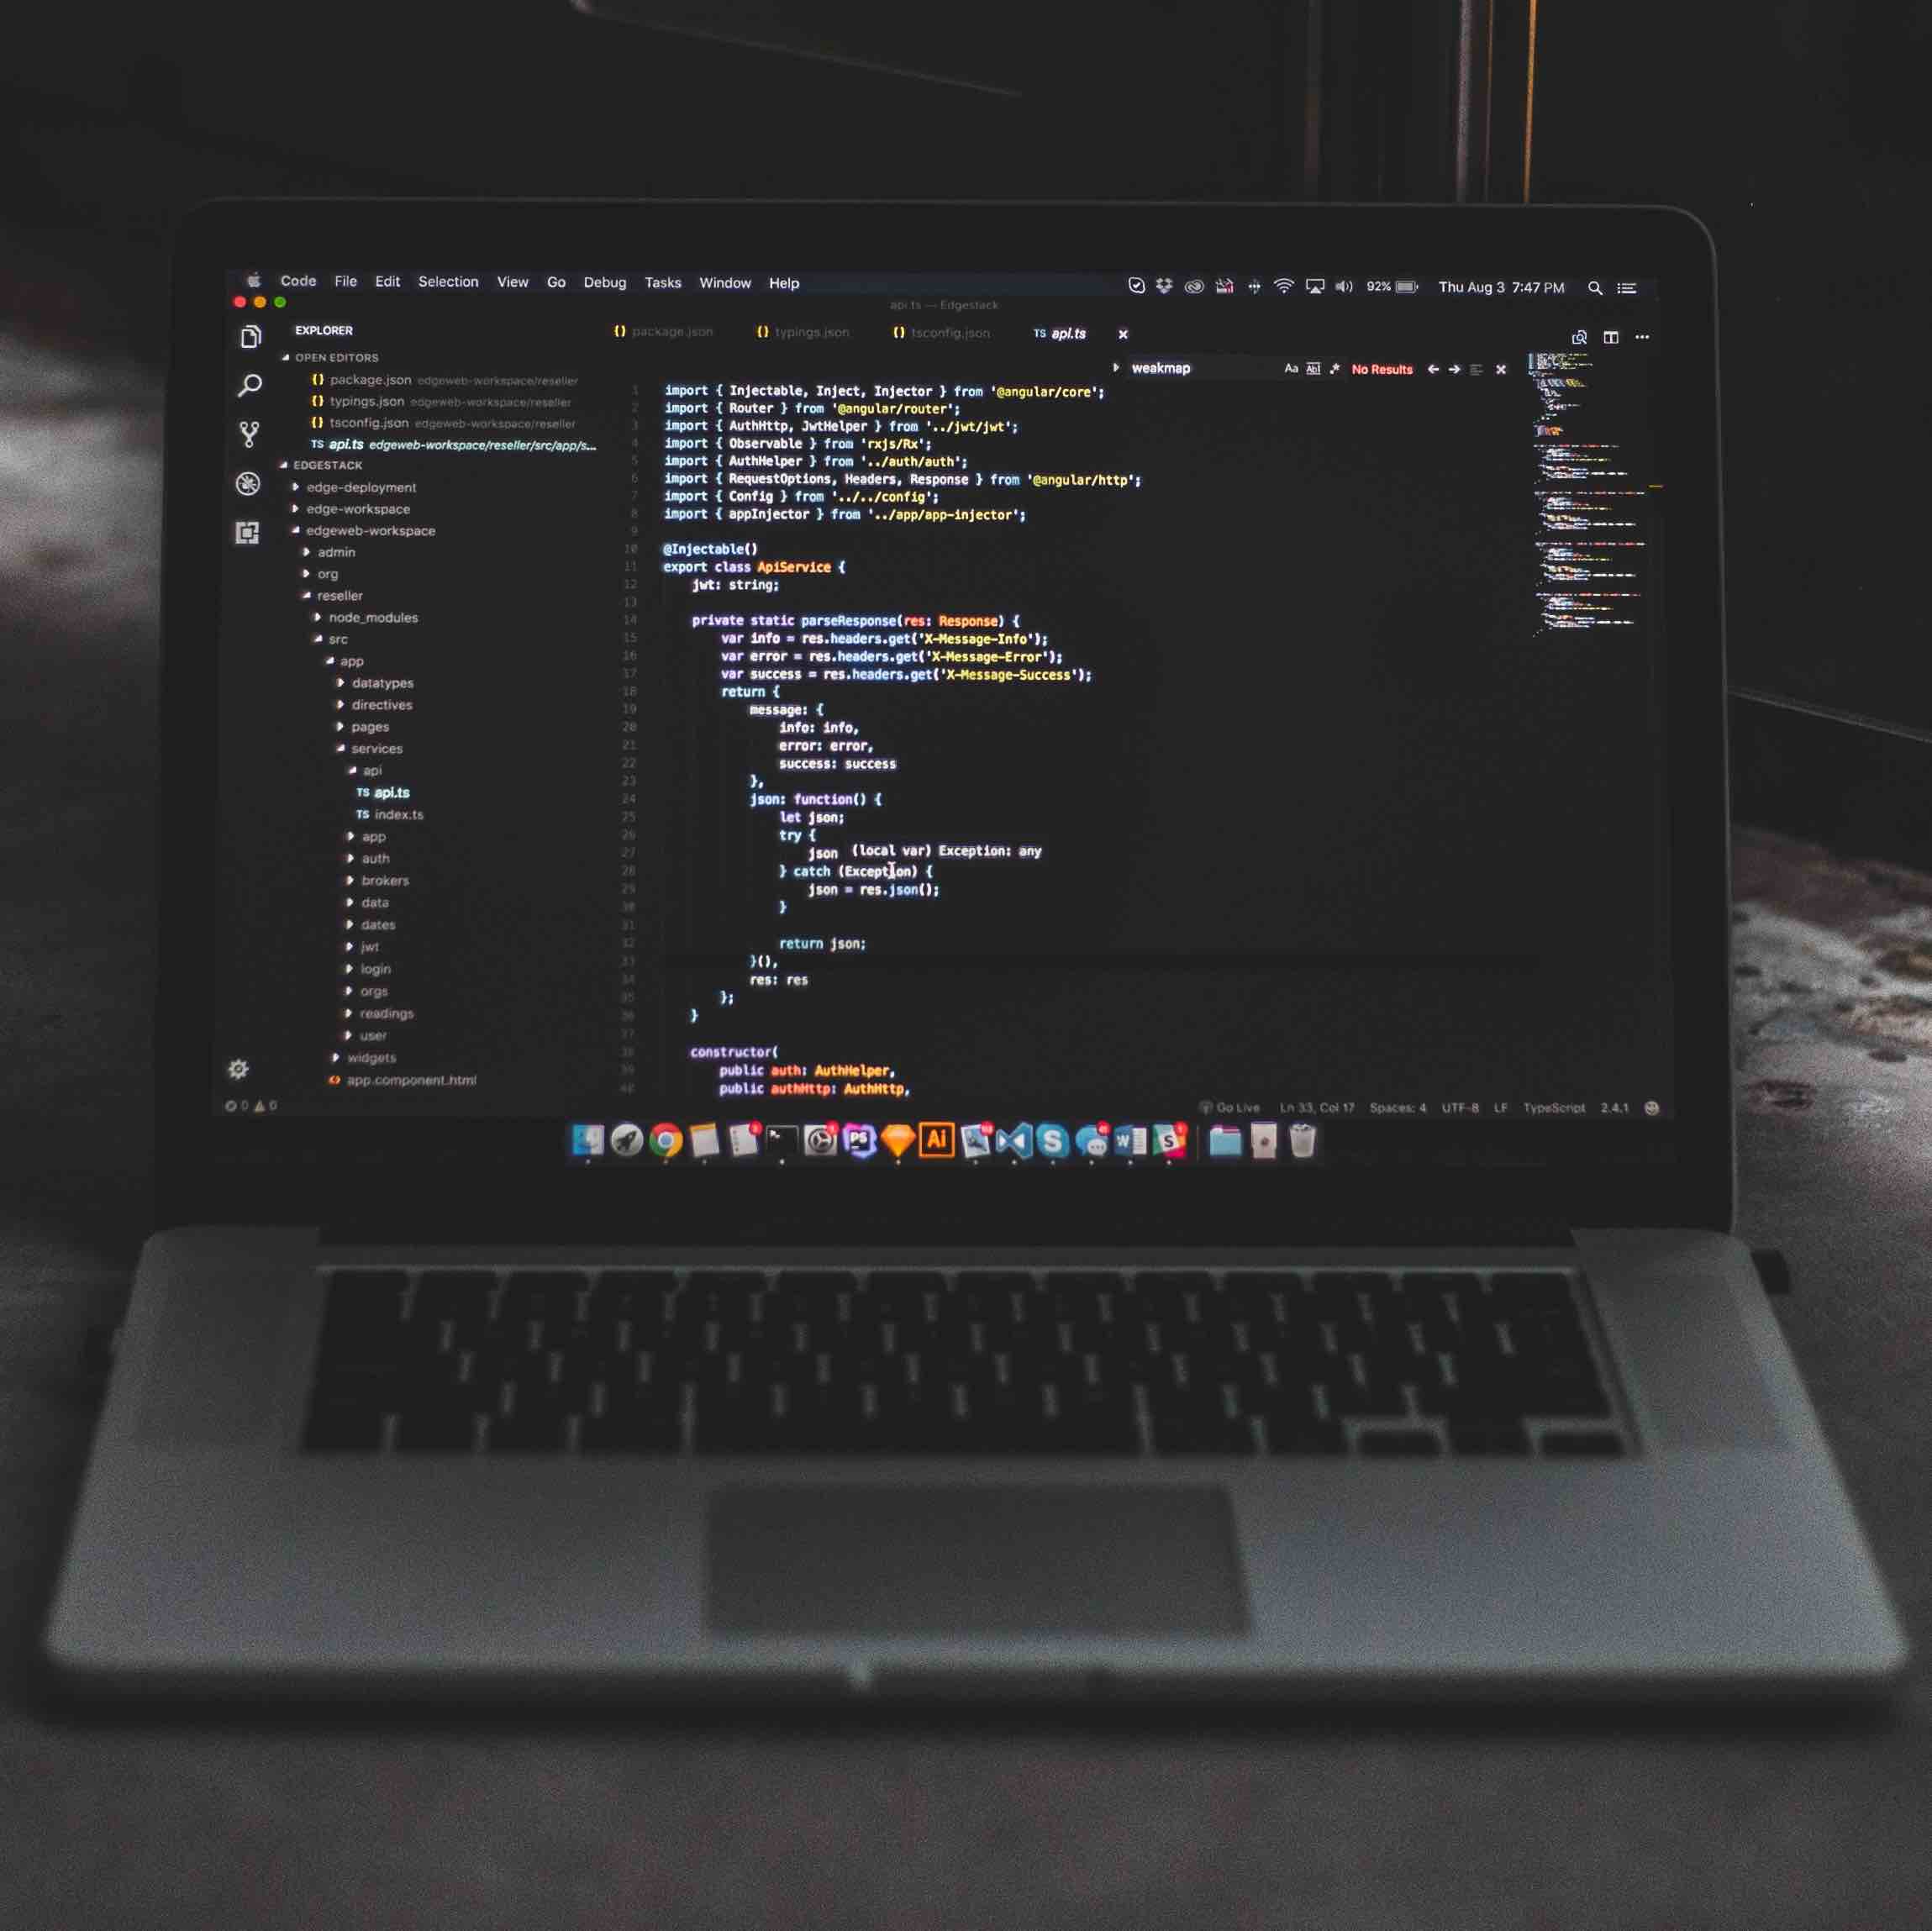 Code File Edit Selection View Go Debug Tasks Window Help 92% Thu Aug 3 7:47 PM
api.ts — Edgestack
EXPLORER
OPEN EDITORS
{} package.json edgeweb-workspace/reseller
{} typings.json edgeweb-workspace/reseller
{} tsconfig.json edgeweb-workspace/reseller
TS api.ts edgeweb-workspace/reseller/src/app/s...
EDGESTACK
edge-deployment
edge-workspace
edgeweb-workspace
admin
org
reseller
node_modules
src
app
datatypes
directives
pages
services
api
TS api.ts
TS index.ts
app
auth
brokers
data
dates
jwt
login
orgs
readings
user
widgets
app.component.html
{} package.json {} typings.json {} tsconfig.json TS api.ts
weakmap Aa Abl .* No Results
1 import { Injectable, Inject, Injector } from '@angular/core';
2 import { Router } from '@angular/router';
3 import { AuthHttp, JwtHelper } from '../jwt/jwt';
4 import { Observable } from 'rxjs/Rx';
5 import { AuthHelper } from '../auth/auth';
6 import { RequestOptions, Headers, Response } from '@angular/http';
7 import { Config } from '../../config';
8 import { appInjector } from '../app/app-injector';
9
10 @Injectable()
11 export class ApiService {
12 jwt: string;
13
14 private static parseResponse(res: Response) {
15 var info = res.headers.get('X-Message-Info');
16 var error = res.headers.get('X-Message-Error');
17 var success = res.headers.get('X-Message-Success');
18 return {
19 message: {
20 info: info,
21 error: error,
22 success: success
23 },
24 json: function() {
25 let json;
26 try {
27 json (local var) Exception: any
28 } catch (Exception) {
29 json = res.json();
30 }
31
32 return json;
33 }(),
34 res: res
35 };
36 }
37
38 constructor(
39 public auth: AuthHelper,
40 public authHttp: AuthHttp,
0 0 Go Live Ln 33, Col 17 Spaces: 4 UTF-8 LF TypeScript 2.4.1
PS Ai S W S